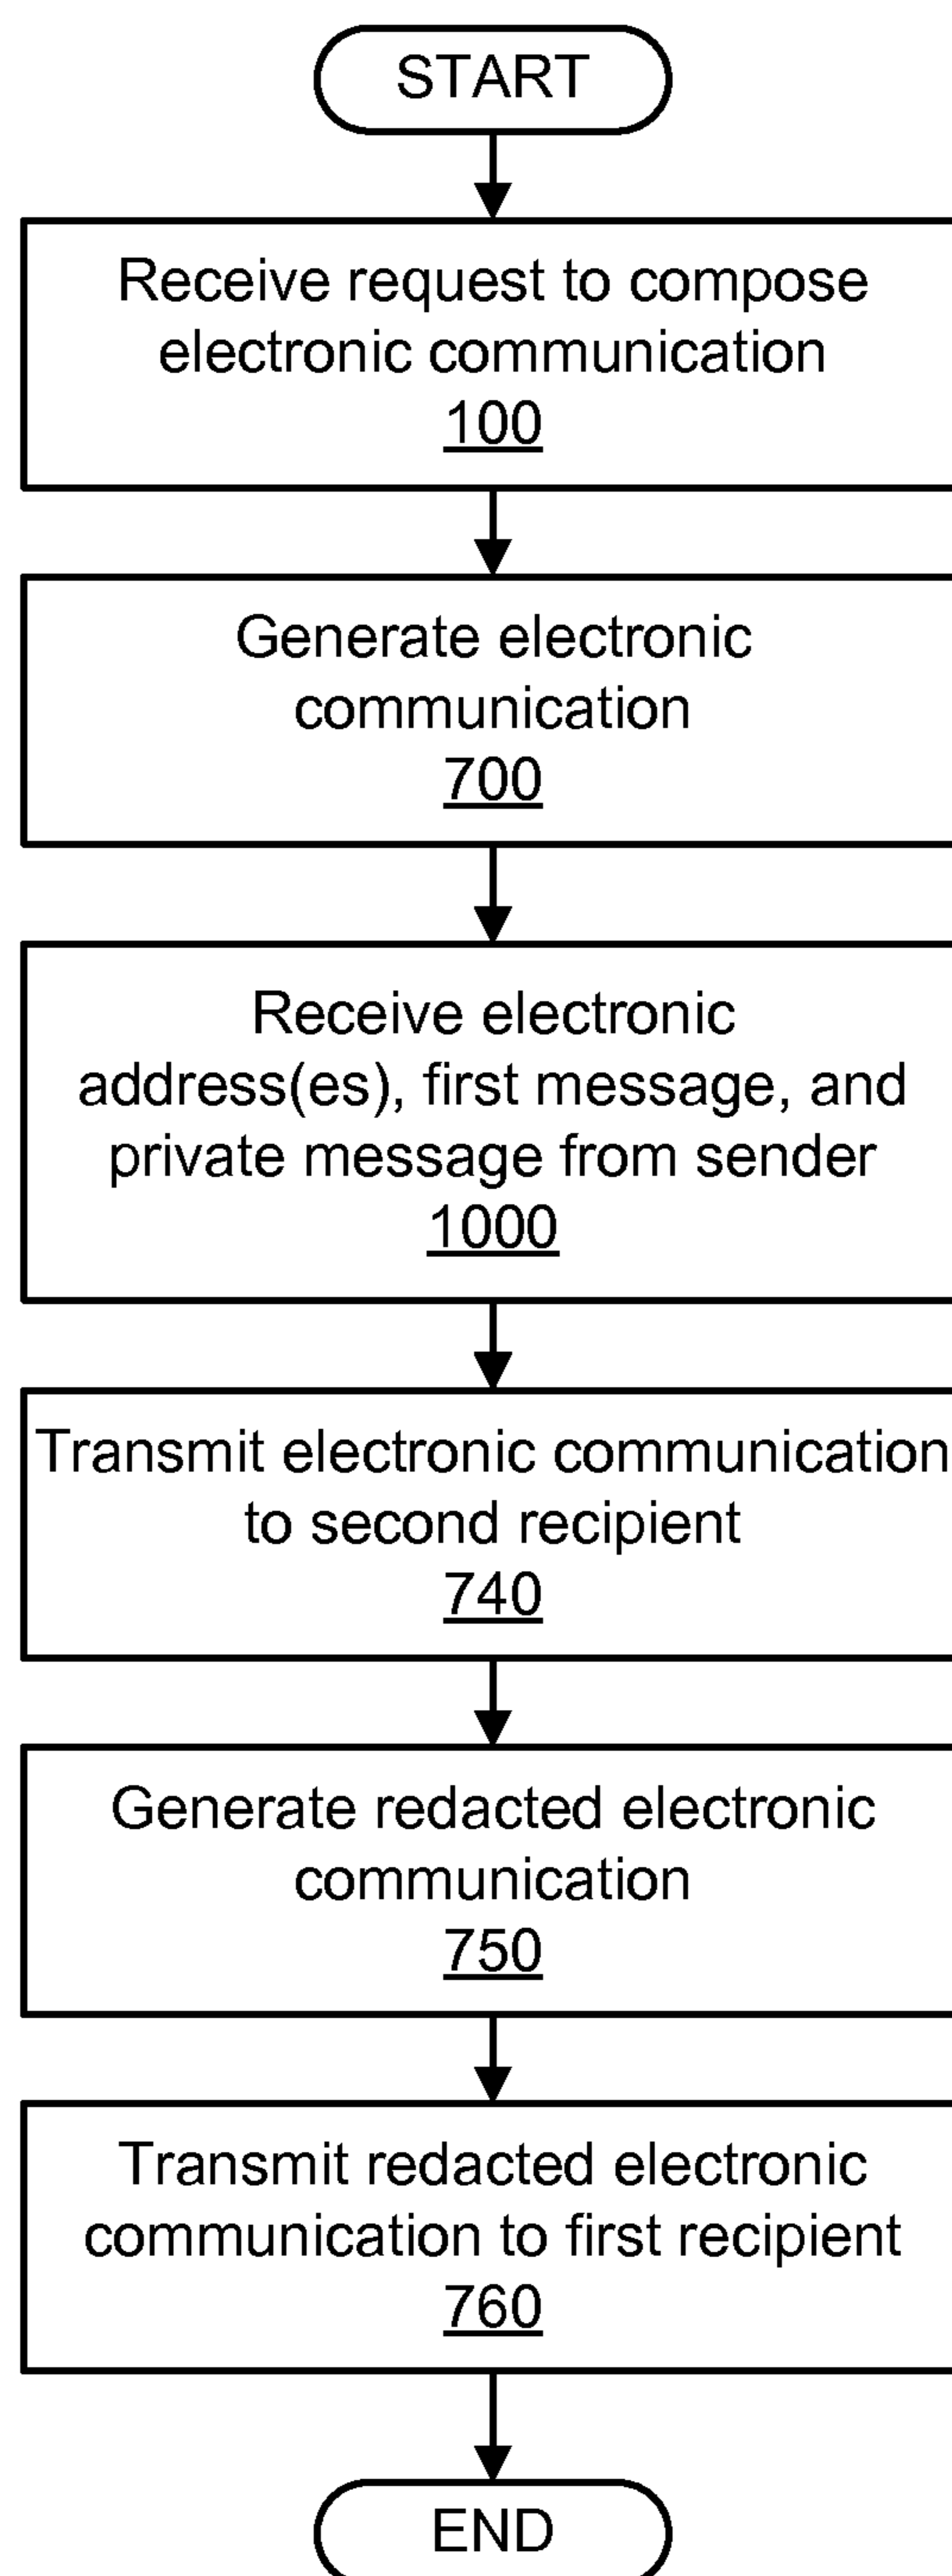 START
Receive request to compose
electronic communication
100
Generate electronic
communication
700
Receive electronic
address(es), first message, and
private message from sender
1000
Transmit electronic communication
to second recipient
740
Generate redacted electronic
communication
750
Transmit redacted electronic
communication to first recipient
760
END